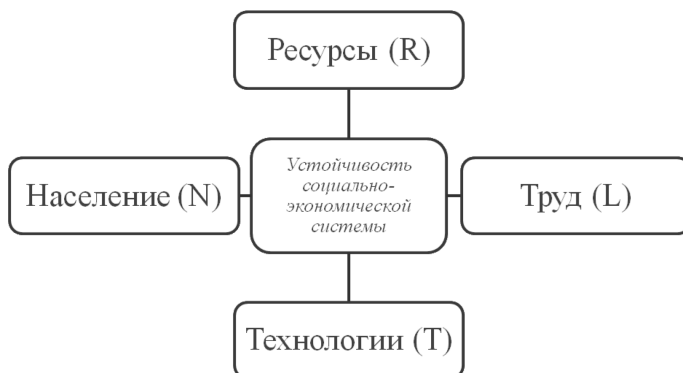 Ресурсы (R)
Население (N)
Устойчивость
социально-
экономической
системы
Труд (L)
Технологии (T)